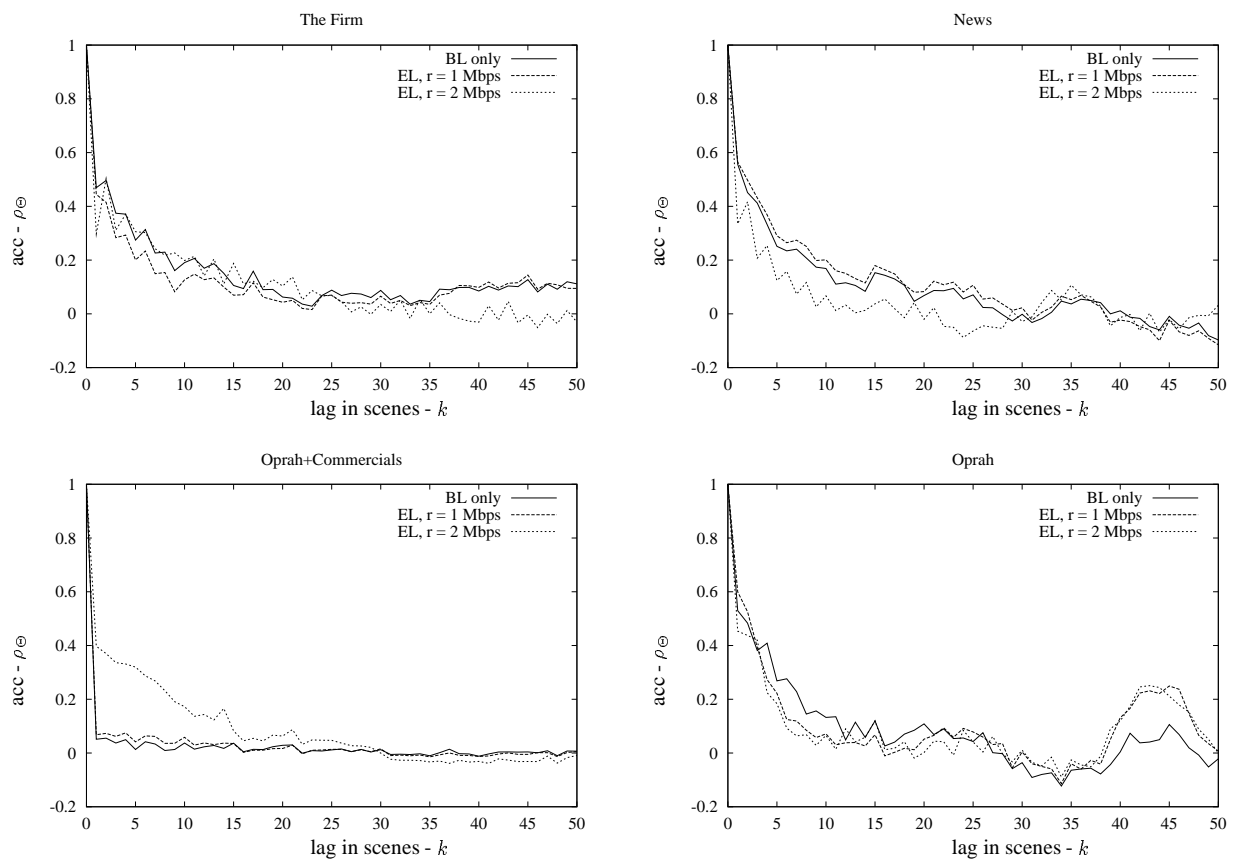 The Firm
1
0.8
0.6
0.4
0.2
0
-0.2
acc - ρΘ
BL only
EL, r = 1 Mbps
EL, r = 2 Mbps
0 5 10 15 20 25 30 35 40 45 50
lag in scenes - k
News
1
0.8
0.6
0.4
0.2
0
-0.2
acc - ρΘ
BL only
EL, r = 1 Mbps
EL, r = 2 Mbps
0 5 10 15 20 25 30 35 40 45 50
lag in scenes - k
Oprah+Commercials
1
0.8
0.6
0.4
0.2
0
-0.2
acc - ρΘ
BL only
EL, r = 1 Mbps
EL, r = 2 Mbps
0 5 10 15 20 25 30 35 40 45 50
lag in scenes - k
Oprah
1
0.8
0.6
0.4
0.2
0
-0.2
acc - ρΘ
BL only
EL, r = 1 Mbps
EL, r = 2 Mbps
0 5 10 15 20 25 30 35 40 45 50
lag in scenes - k